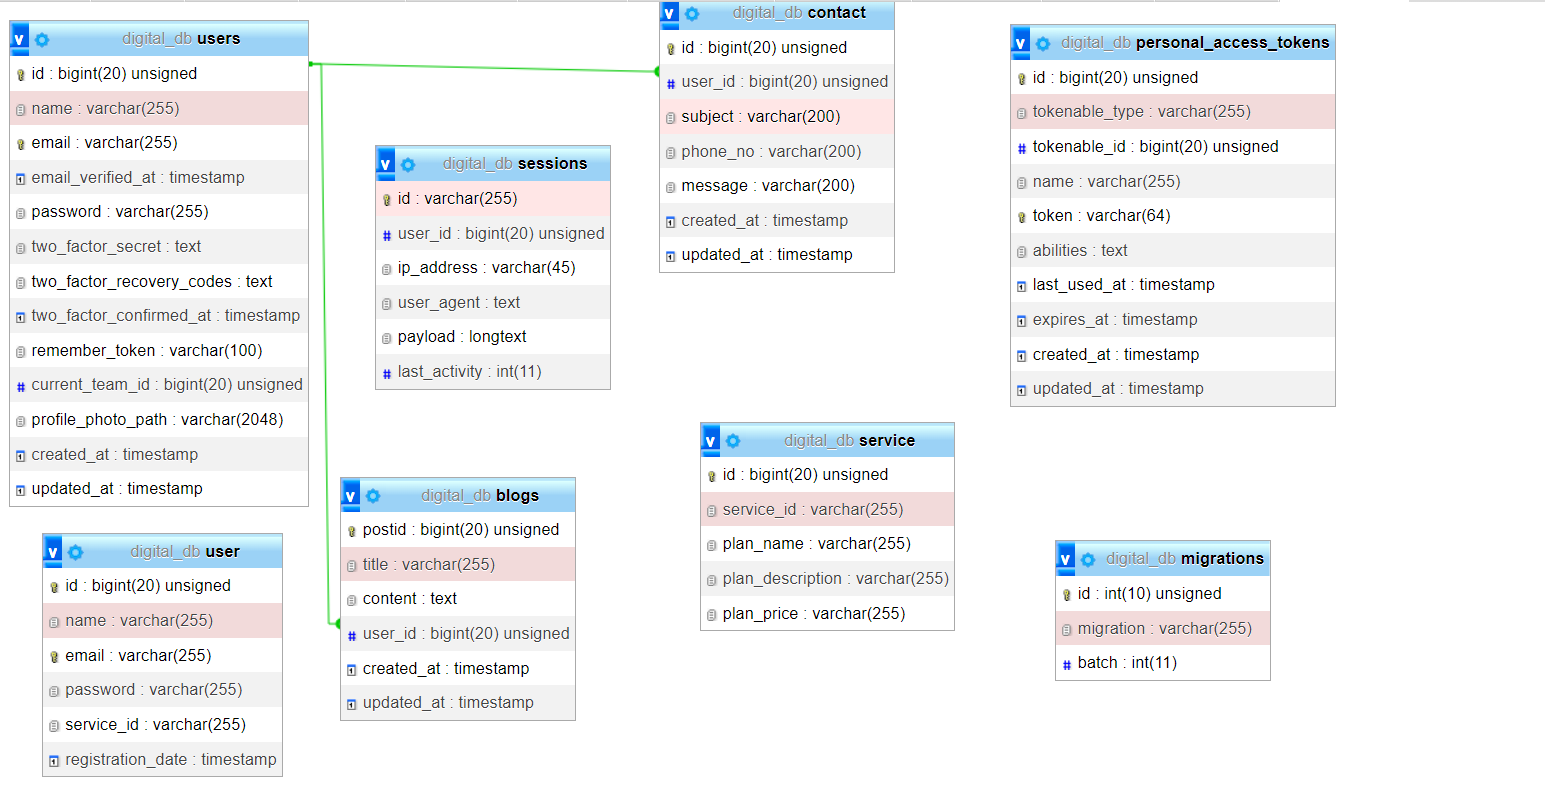 digital_db users
id : bigint(20) unsigned
name : varchar(255)
email : varchar(255)
email_verified_at : timestamp
password : varchar(255)
two_factor_secret : text
two_factor_recovery_codes : text
two_factor_confirmed_at : timestamp
remember_token : varchar(100)
current_team_id : bigint(20) unsigned
profile_photo_path : varchar(2048)
created_at : timestamp
updated_at : timestamp
digital_db user
id : bigint(20) unsigned
name : varchar(255)
email : varchar(255)
password : varchar(255)
service_id : varchar(255)
registration_date : timestamp
digital_db sessions
id : varchar(255)
user_id : bigint(20) unsigned
ip_address : varchar(45)
user_agent : text
payload : longtext
last_activity : int(11)
digital_db blogs
postid : bigint(20) unsigned
title : varchar(255)
content : text
user_id : bigint(20) unsigned
created_at : timestamp
updated_at : timestamp
digital_db contact
id : bigint(20) unsigned
user_id : bigint(20) unsigned
subject : varchar(200)
phone_no : varchar(200)
message : varchar(200)
created_at : timestamp
updated_at : timestamp
digital_db service
id : bigint(20) unsigned
service_id : varchar(255)
plan_name : varchar(255)
plan_description : varchar(255)
plan_price : varchar(255)
digital_db personal_access_tokens
id : bigint(20) unsigned
tokenable_type : varchar(255)
tokenable_id : bigint(20) unsigned
name : varchar(255)
token : varchar(64)
abilities : text
last_used_at : timestamp
expires_at : timestamp
created_at : timestamp
updated_at : timestamp
digital_db migrations
id : int(10) unsigned
migration : varchar(255)
batch : int(11)